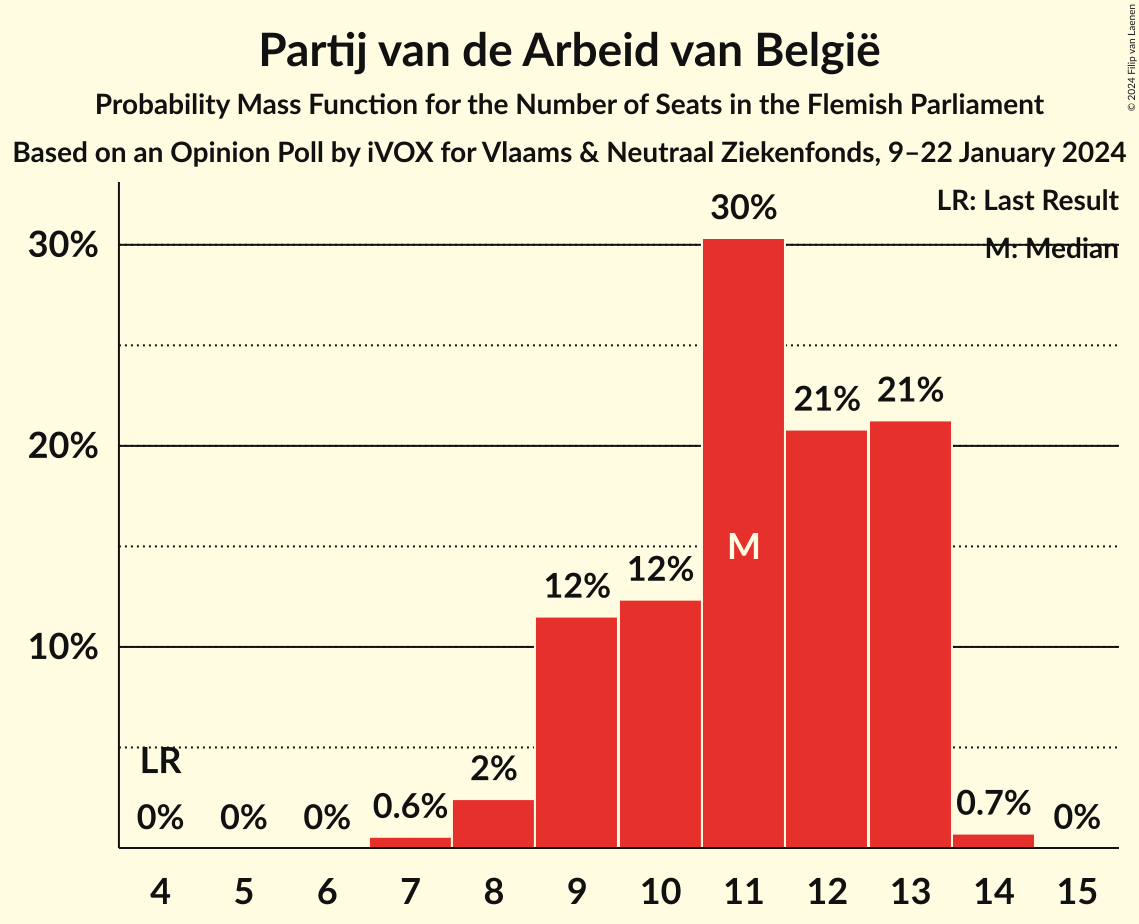 Partij van de Arbeid van België
Probability Mass Function for the Number of Seats in the Flemish Parliament
Based on an Opinion Poll by iVOX for Vlaams & Neutraal Ziekenfonds, 9–22 January 2024
© 2024 Filip van Laenen
LR: Last Result
M: Median
30%
20%
10%
LR
0%
0%
0%
0.6%
2%
12%
12%
30%
M
21%
21%
0.7%
0%
4 5 6 7 8 9 10 11 12 13 14 15